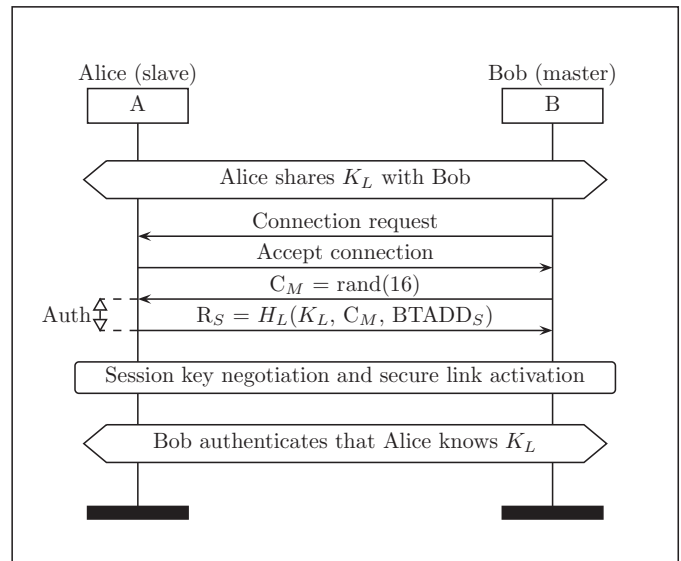 Alice (slave)
Bob (master)
A
B
Alice shares K_L with Bob
Connection request
Accept connection
C_M = rand(16)
Auth
R_S = H_L(K_L, C_M, BTADD_S)
Session key negotiation and secure link activation
Bob authenticates that Alice knows K_L